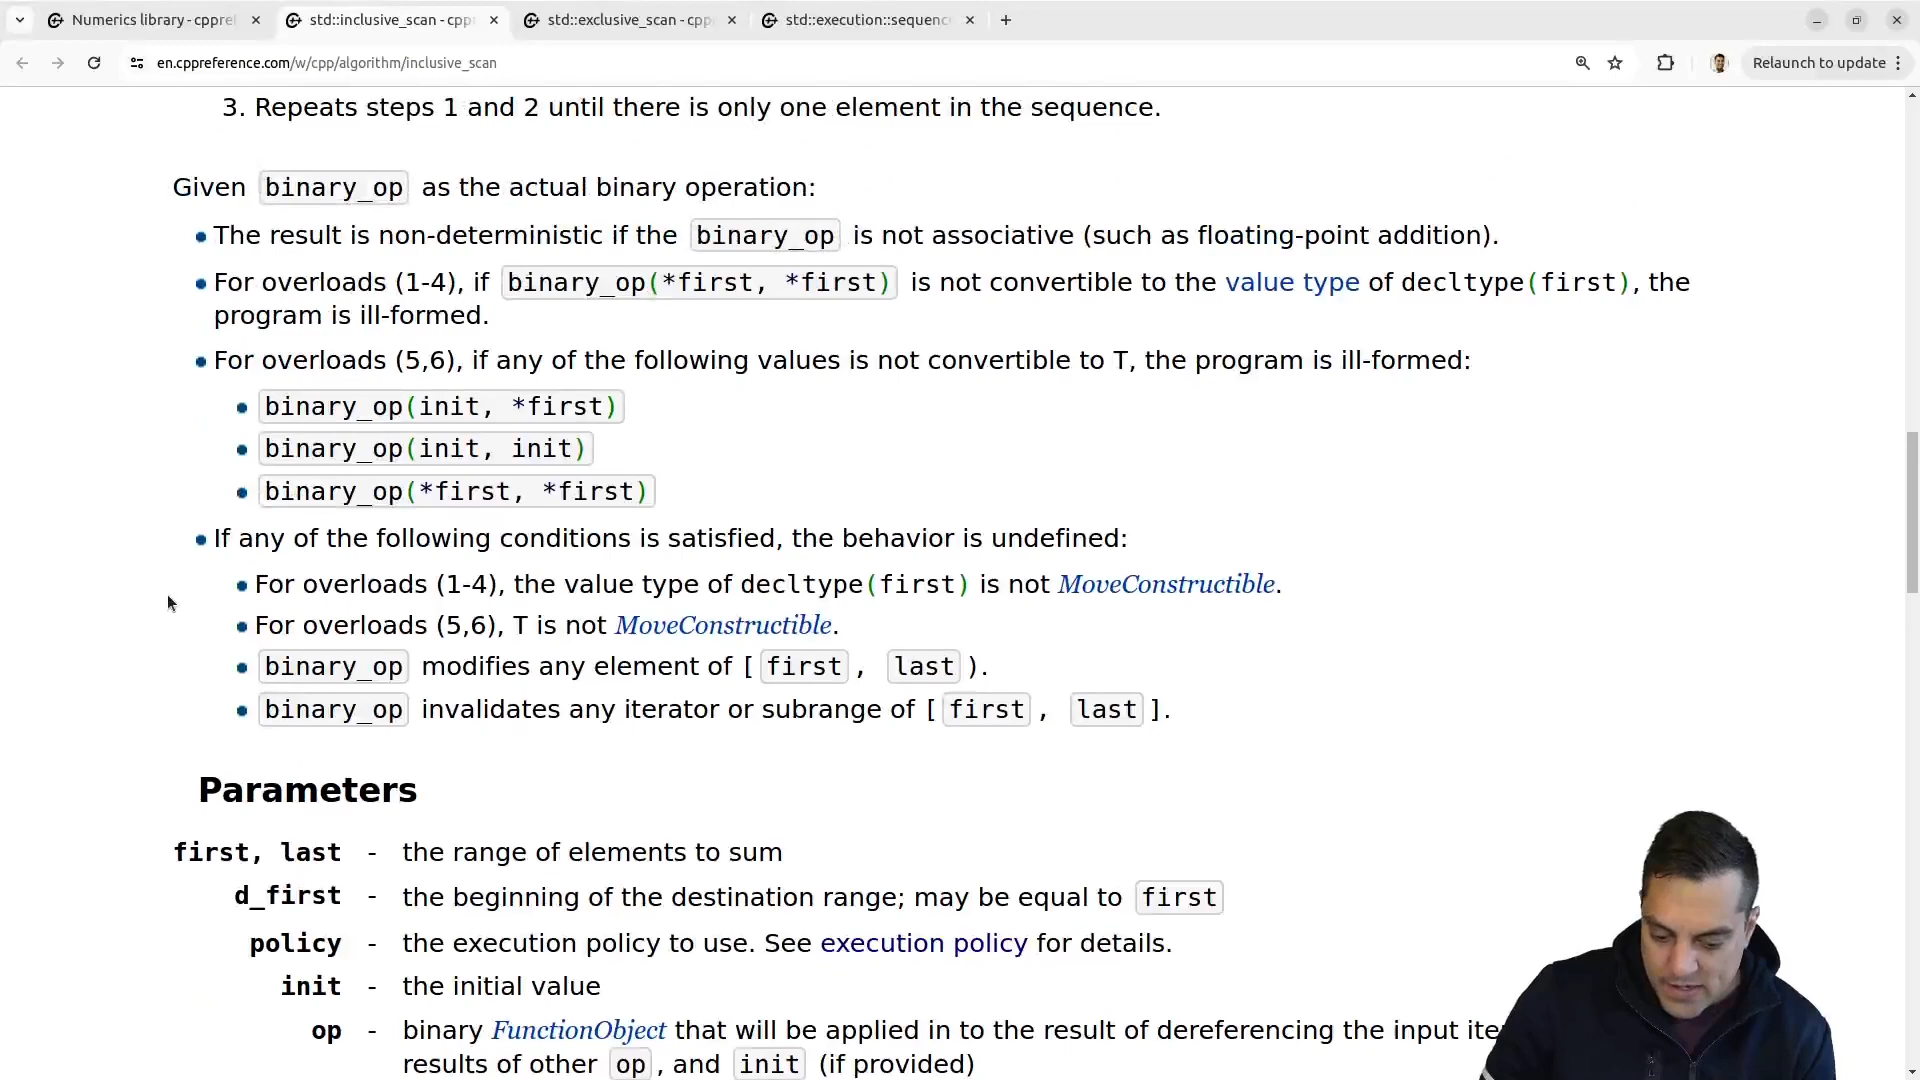 Numerics library - cppref
std::inclusive_scan - cpp
std::exclusive_scan - cpp
std::execution::sequenc
en.cppreference.com/w/cpp/algorithm/inclusive_scan
Relaunch to update
3. Repeats steps 1 and 2 until there is only one element in the sequence.
Given binary_op as the actual binary operation:
The result is non-deterministic if the binary_op is not associative (such as floating-point addition).
For overloads (1-4), if binary_op(*first, *first) is not convertible to the value type of decltype(first), the
program is ill-formed.
For overloads (5,6), if any of the following values is not convertible to T, the program is ill-formed:
binary_op(init, *first)
binary_op(init, init)
binary_op(*first, *first)
If any of the following conditions is satisfied, the behavior is undefined:
For overloads (1-4), the value type of decltype(first) is not MoveConstructible.
For overloads (5,6), T is not MoveConstructible.
binary_op modifies any element of [first, last).
binary_op invalidates any iterator or subrange of [first, last].
Parameters
first, last - the range of elements to sum
d_first - the beginning of the destination range; may be equal to first
policy - the execution policy to use. See execution policy for details.
init - the initial value
op - binary FunctionObject that will be applied in to the result of dereferencing the input ite
results of other op, and init (if provided)